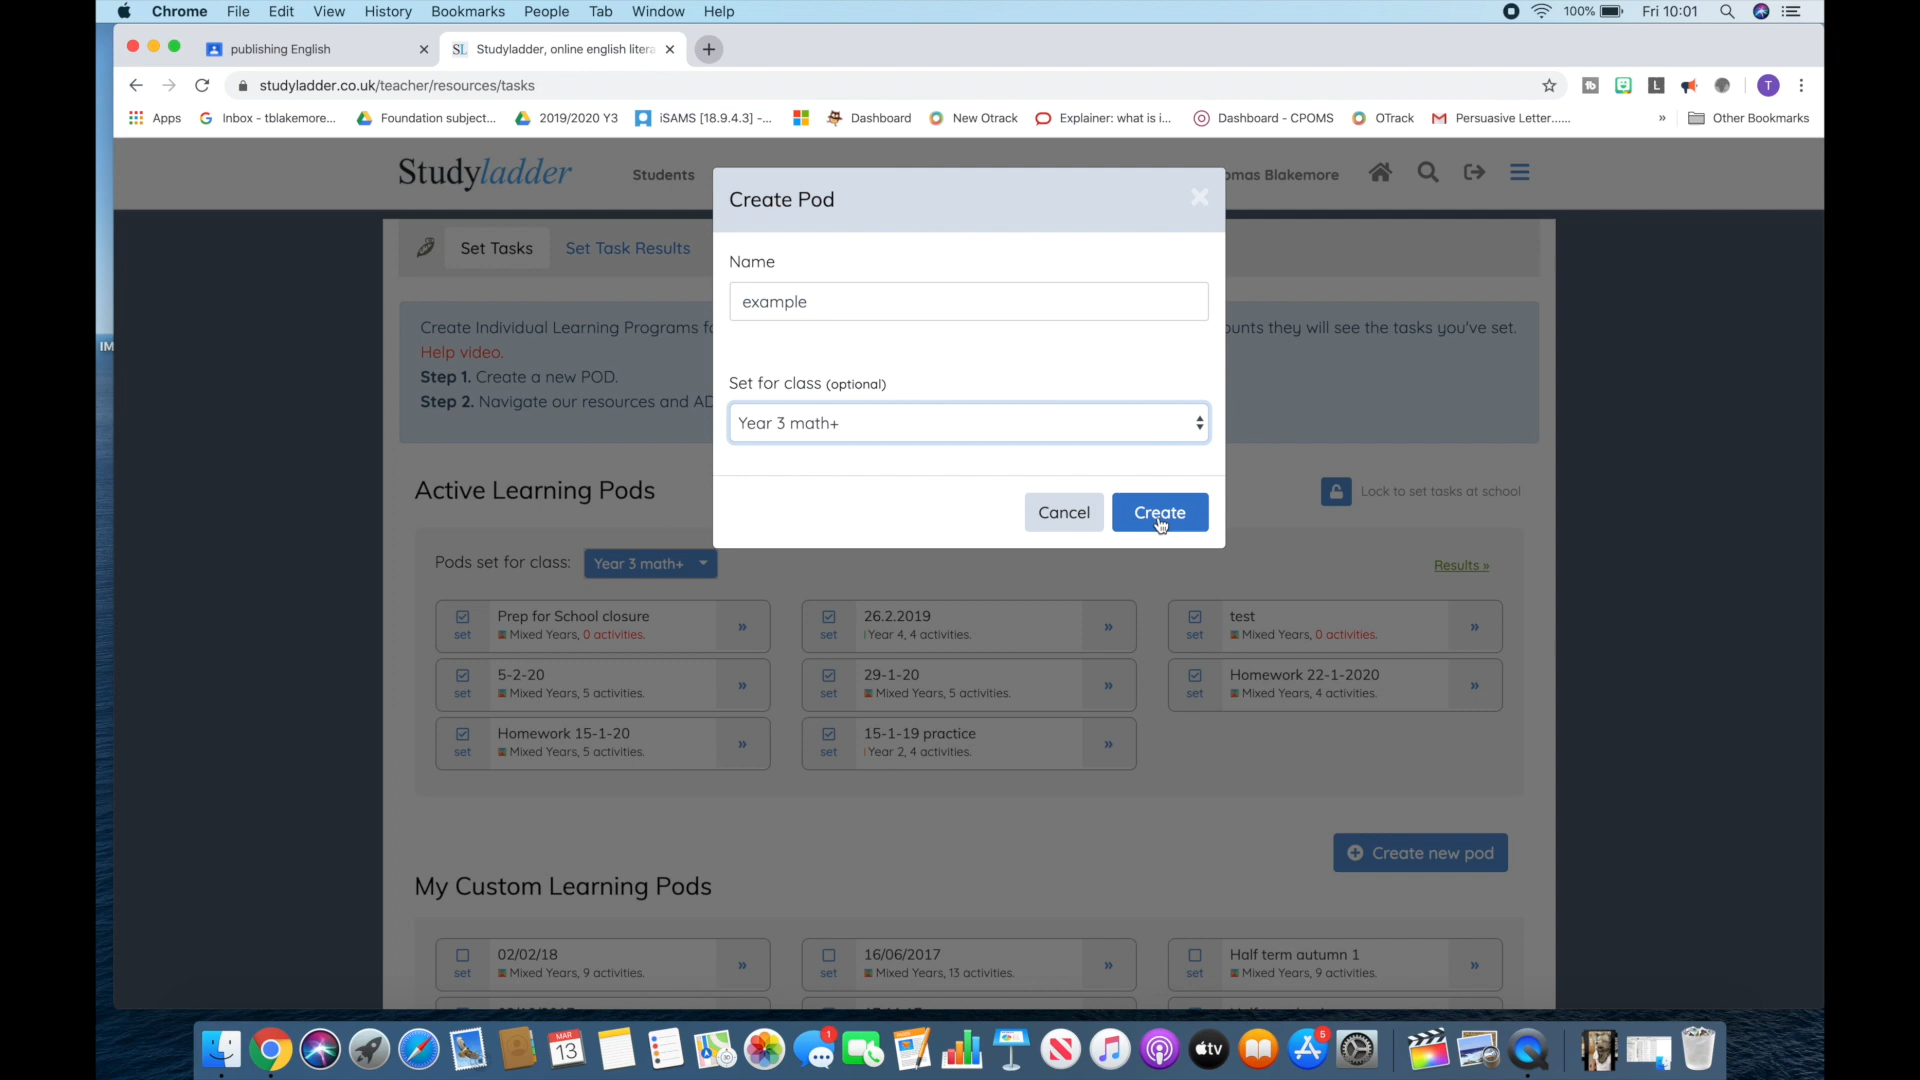 Chrome File Edit View History Bookmarks People Tab Window Help 100% Fri 10:01
publishing English
SL Studyladder, online english litera
studyladder.co.uk/teacher/resources/tasks
Apps Inbox - tblakemore... Foundation subject... 2019/2020 Y3 iSAMS [18.9.4.3] -... Dashboard New Otrack Explainer: what is i... Dashboard - CPOMS OTrack Persuasive Letter...... » Other Bookmarks
Studyladder Students omas Blakemore
Create Pod
Set Tasks Set Task Results
Name
example
Create Individual Learning Programs fo
unts they will see the tasks you've set.
Help video.
Step 1. Create a new POD.
Step 2. Navigate our resources and AD
Set for class (optional)
Year 3 math+
Cancel Create
Active Learning Pods
Lock to set tasks at school
Pods set for class: Year 3 math+
Results »
set Prep for School closure
Mixed Years, 0 activities. »
set 26.2.2019
Year 4, 4 activities. »
set test
Mixed Years, 0 activities. »
set 5-2-20
Mixed Years, 5 activities. »
set 29-1-20
Mixed Years, 5 activities. »
set Homework 22-1-2020
Mixed Years, 4 activities. »
set Homework 15-1-20
Mixed Years, 5 activities. »
set 15-1-19 practice
Year 2, 4 activities. »
Create new pod
My Custom Learning Pods
set 02/02/18
Mixed Years, 9 activities. »
set 16/06/2017
Mixed Years, 13 activities. »
set Half term autumn 1
Mixed Years, 9 activities. »
IM
MAR
13
1
tv
5